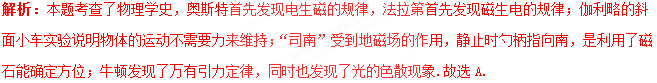 解析：本题考查了物理学史，奥斯特首先发现电生磁的规律，法拉第首先发现磁生电的规律；伽利略的斜
面小车实验说明物体的运动不需要力来维持；“司南”受到地磁场的作用，静止时勺柄指向南，是利用了磁
石能确定方位；牛顿发现了万有引力定律，同时也发现了光的色散现象.故选 A.